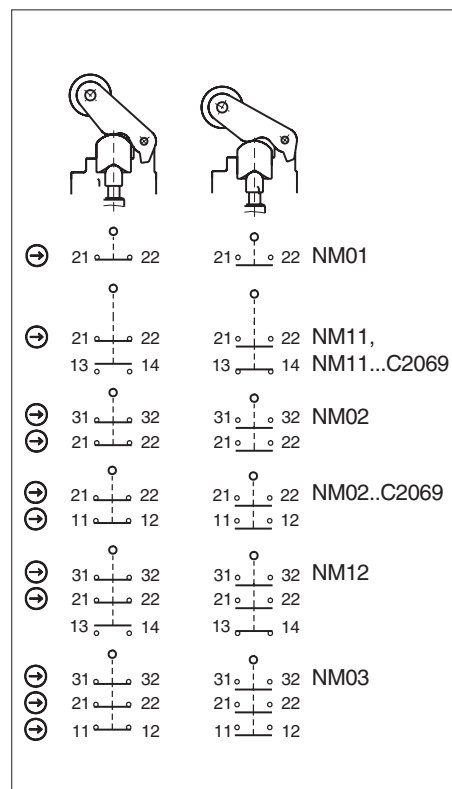 21 22 21 22 NM01
21 22 21 22 NM11,
13 14 13 14 NM11...C2069
31 32 31 32 NM02
21 22 21 22
21 22 21 22 NM02..C2069
11 12 11 12
31 32 31 32 NM12
21 22 21 22
13 14 13 14
31 32 31 32 NM03
21 22 21 22
11 12 11 12